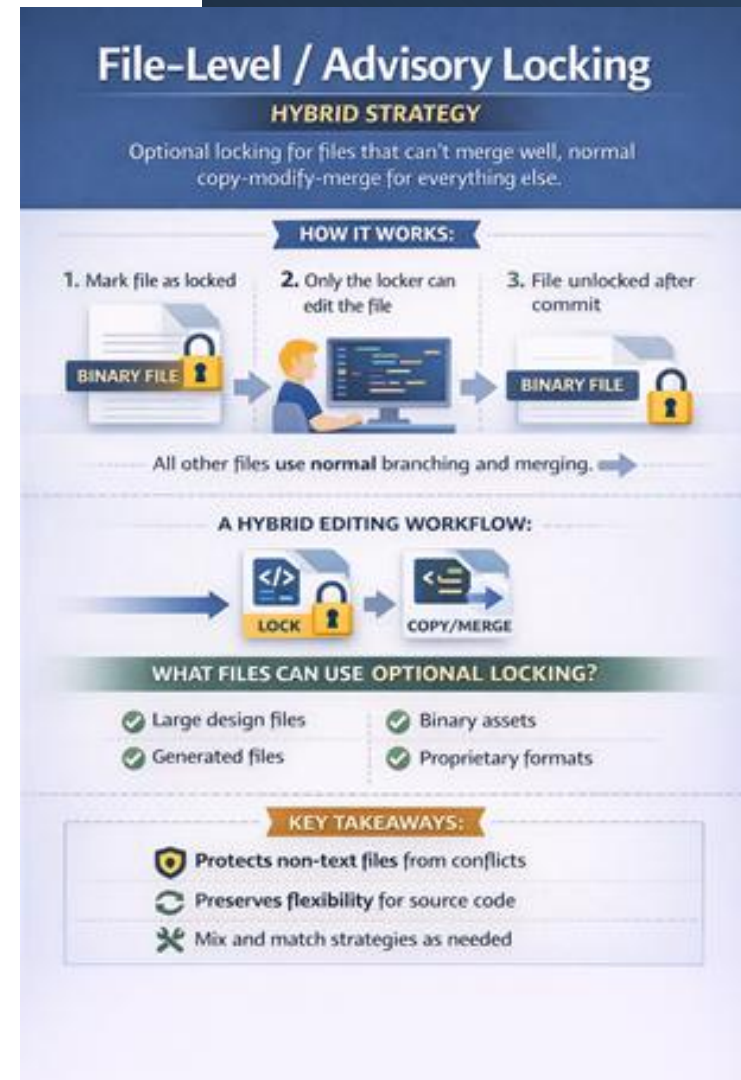 File-Level / Advisory Locking
HYBRID STRATEGY
Optional locking for files that can't merge well, normal
copy-modify-merge for everything else.
HOW IT WORKS:
1. Mark file as locked
BINARY FILE
2. Only the locker can
edit the file
3. File unlocked after
commit
BINARY FILE
All other files use normal branching and merging.
A HYBRID EDITING WORKFLOW:
</>
LOCK
COPY/MERGE
WHAT FILES CAN USE OPTIONAL LOCKING?
Large design files
Binary assets
Generated files
Proprietary formats
KEY TAKEAWAYS:
Protects non-text files from conflicts
Preserves flexibility for source code
Mix and match strategies as needed